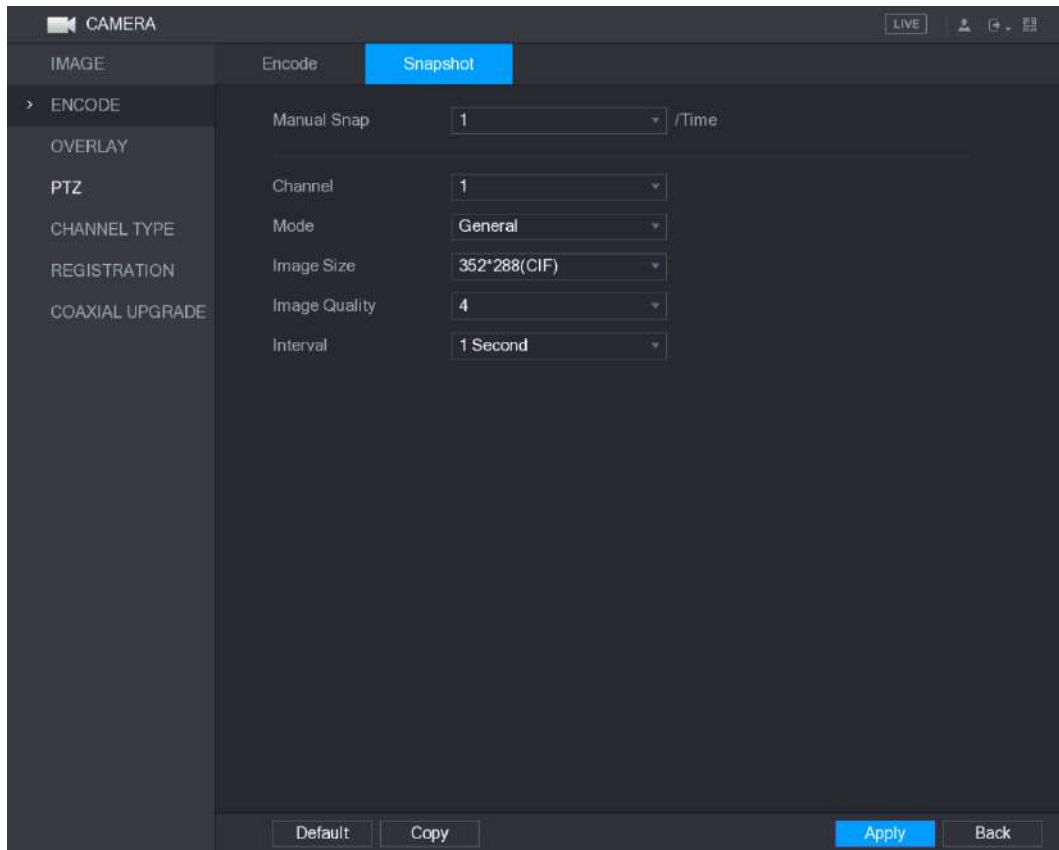 CAMERA LIVE
IMAGE
ENCODE
OVERLAY
PTZ
CHANNEL TYPE
REGISTRATION
COAXIAL UPGRADE
Encode Snapshot
Manual Snap 1 /Time
Channel 1
Mode General
Image Size 352*288(CIF)
Image Quality 4
Interval 1 Second
Default Copy Apply Back